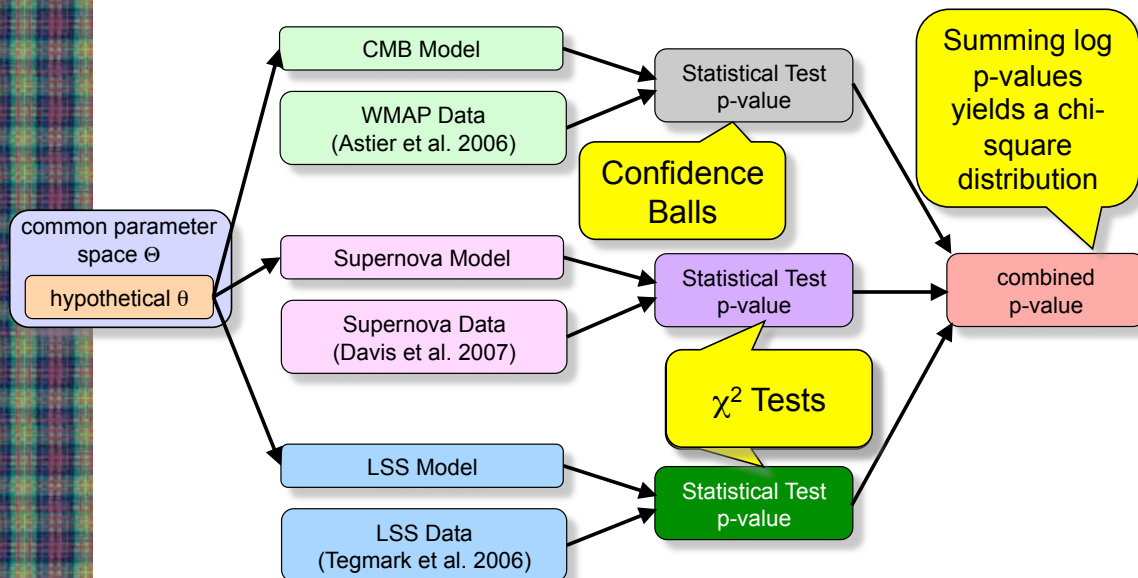 common parameter
space Θ
hypothetical θ
CMB Model
WMAP Data
(Astier et al. 2006)
Supernova Model
Supernova Data
(Davis et al. 2007)
LSS Model
LSS Data
(Tegmark et al. 2006)
Statistical Test
p-value
Confidence
Balls
Statistical Test
p-value
χ² Tests
Statistical Test
p-value
Summing log
p-values
yields a chi-
square
distribution
combined
p-value